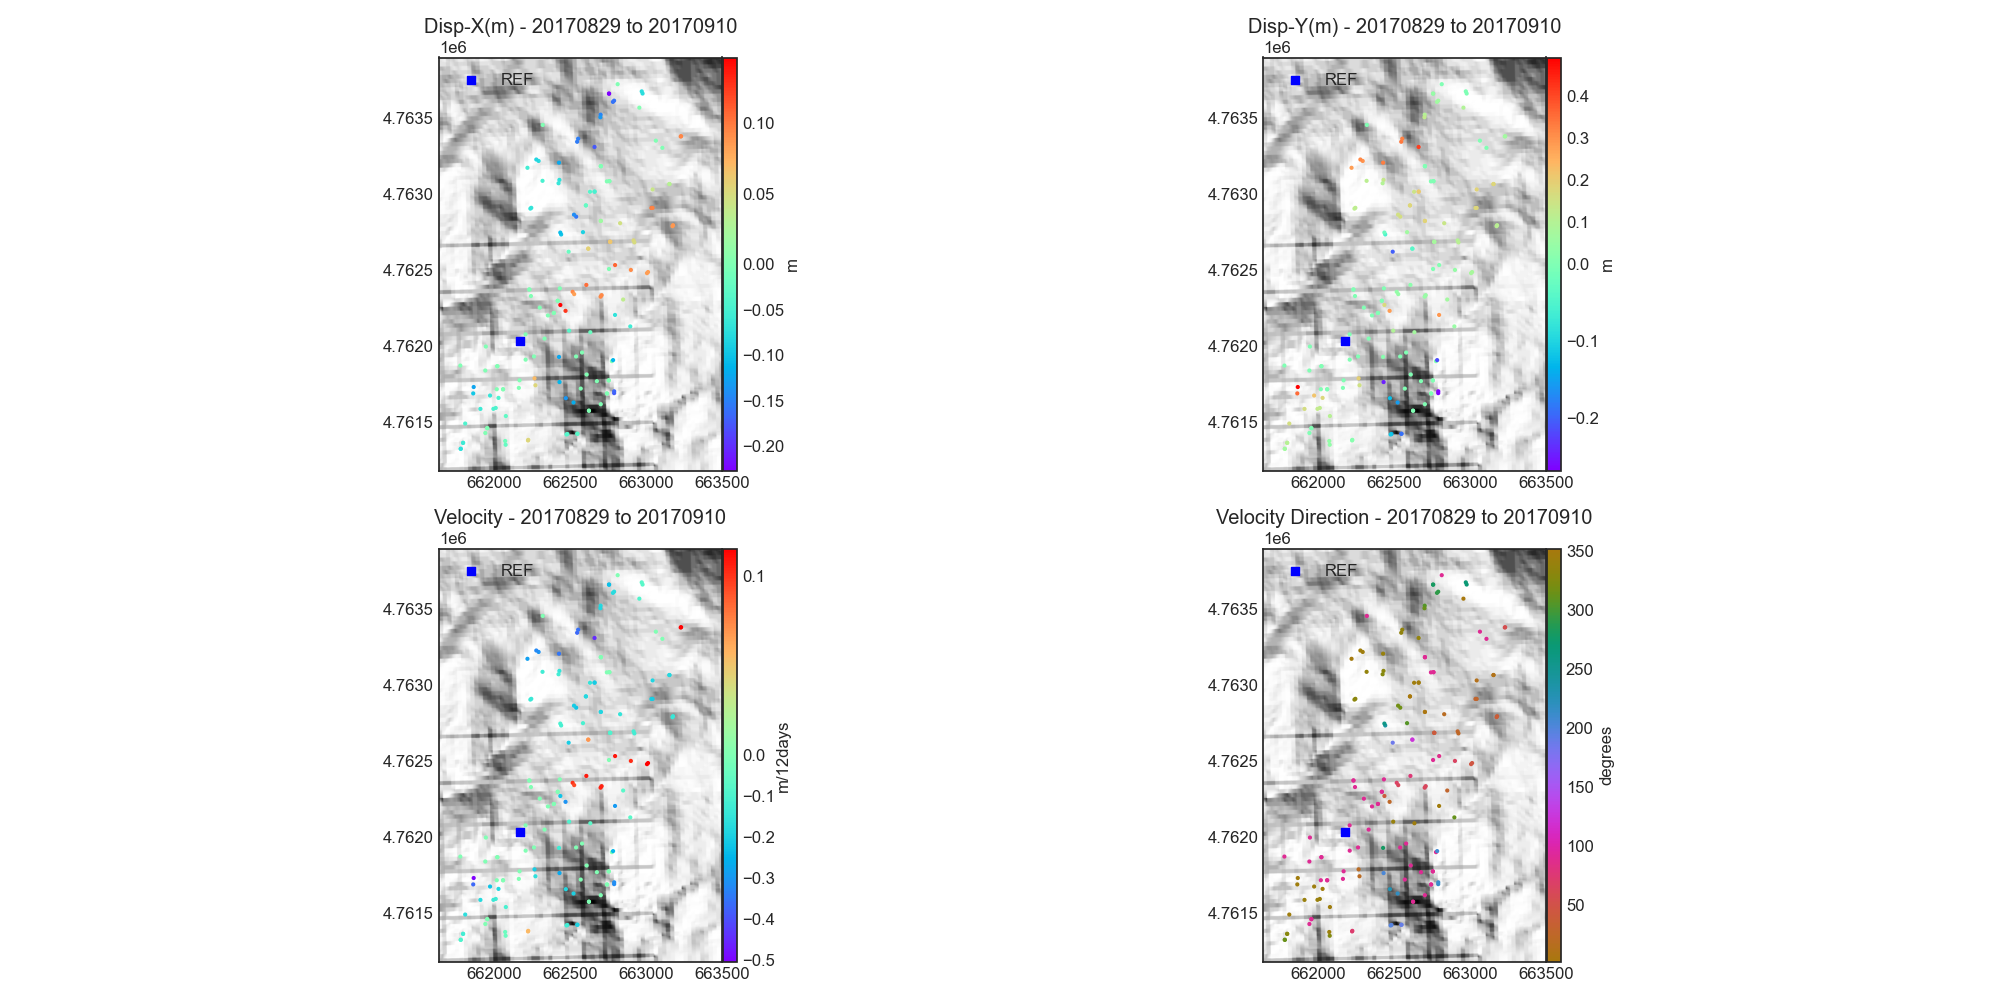 Disp-X(m) - 20170829 to 20170910
1e6
REF
4.7635
4.7630
4.7625
4.7620
4.7615
662000 662500 663000 663500
0.10
0.05
0.00
−0.05
−0.10
−0.15
−0.20
m
Disp-Y(m) - 20170829 to 20170910
1e6
REF
4.7635
4.7630
4.7625
4.7620
4.7615
662000 662500 663000 663500
0.4
0.3
0.2
0.1
0.0
−0.1
−0.2
m
Velocity - 20170829 to 20170910
1e6
REF
4.7635
4.7630
4.7625
4.7620
4.7615
662000 662500 663000 663500
0.1
0.0
−0.1
−0.2
−0.3
−0.4
−0.5
m/12days
Velocity Direction - 20170829 to 20170910
1e6
REF
4.7635
4.7630
4.7625
4.7620
4.7615
662000 662500 663000 663500
350
300
250
200
150
100
50
degrees